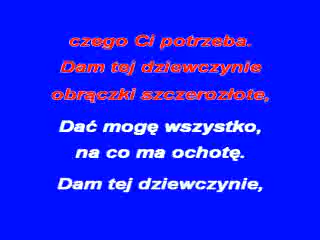 czego Ci potrzeba.
Dam tej dziewczynie
obrączki szczerozłote,
Dać mogę wszystko,
na co ma ochotę.
Dam tej dziewczynie,